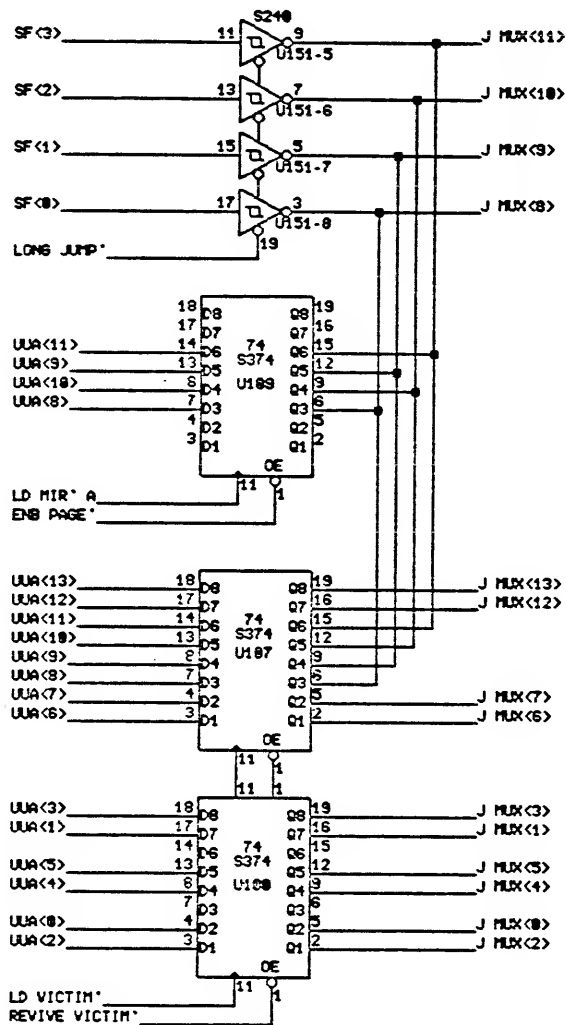 S240
SF<3> 11 9 J MUX<11>
U151-5
SF<2> 13 7 J MUX<10>
U151-6
SF<1> 15 5 J MUX<9>
U151-7
SF<0> 17 3 J MUX<8>
U151-8
19
LONG JUMP'
18 D8 Q8 19
17 D7 Q7 16
UUA<11> 14 D6 74 Q6 15
UUA<9> 13 D5 S374 Q5 12
UUA<10> 8 D4 U189 Q4 9
UUA<8> 7 D3 Q3 6
4 D2 Q2 5
3 D1 Q1 2
OE
LD MIR' A 11 1
ENB PAGE'
UUA<13> 18 D8 Q8 19 J MUX<13>
UUA<12> 17 D7 Q7 16 J MUX<12>
UUA<11> 14 D6 74 Q6 15
UUA<10> 13 D5 S374 Q5 12
UUA<9> 8 D4 U187 Q4 9
UUA<8> 7 D3 Q3 6
UUA<7> 4 D2 Q2 5 J MUX<7>
UUA<6> 3 D1 Q1 2 J MUX<6>
OE
11 1
11 1
UUA<3> 18 D8 Q8 19 J MUX<3>
UUA<1> 17 D7 Q7 16 J MUX<1>
14 D6 74 Q6 15
UUA<5> 13 D5 S374 Q5 12 J MUX<5>
UUA<4> 8 D4 Q4 9 J MUX<4>
7 D3 Q3 6
UUA<0> 4 D2 Q2 5 J MUX<0>
UUA<2> 3 D1 Q1 2 J MUX<2>
OE
LD VICTIM' 11 1
REVIVE VICTIM'